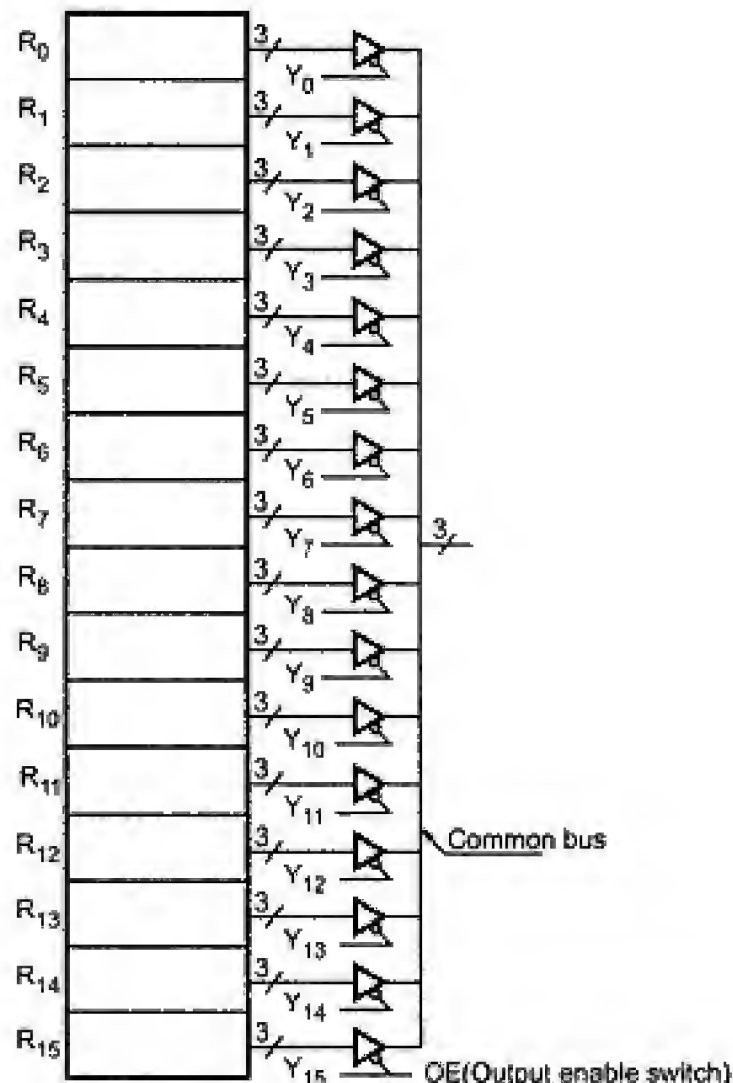 R0 3
Y0
R1 3
Y1
R2 3
Y2
R3 3
Y3
R4 3
Y4
R5 3
Y5
R6 3
Y6
R7 3
Y7 3
R8 3
Y8
R9 3
Y9
R10 3
Y10
R11 3
Y11
Common bus
R12 3
Y12
R13 3
Y13
R14 3
Y14
R15 3
Y15 OE(Output enable switch)